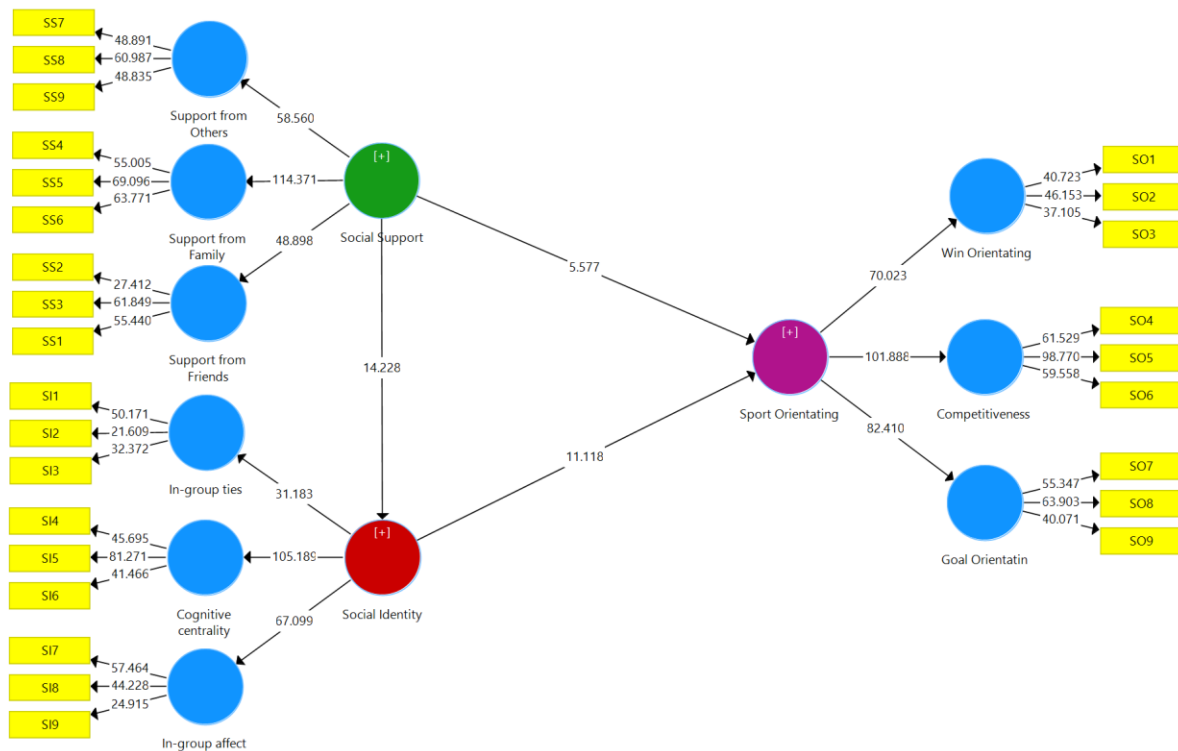 SS7
48.891
SS8
60.987
SS9
48.835
Support from
Others
58.560
SS4
55.005
SS5
69.096
SS6
63.771
Support from
Family
114.371
[+]
Social Support
SS2
27.412
SS3
61.849
SS1
55.440
Support from
Friends
48.898
5.577
14.228
SI1
50.171
SI2
21.609
SI3
32.372
In-group ties
31.183
11.118
SI4
45.695
SI5
81.271
SI6
41.466
Cognitive
centrality
105.189
[+]
Social Identity
SI7
57.464
SI8
44.228
SI9
24.915
In-group affect
67.099
[+]
Sport Orientating
70.023
Win Orientating
40.723
SO1
46.153
SO2
37.105
SO3
101.888
Competitiveness
61.529
SO4
98.770
SO5
59.558
SO6
82.410
Goal Orientatin
55.347
SO7
63.903
SO8
40.071
SO9